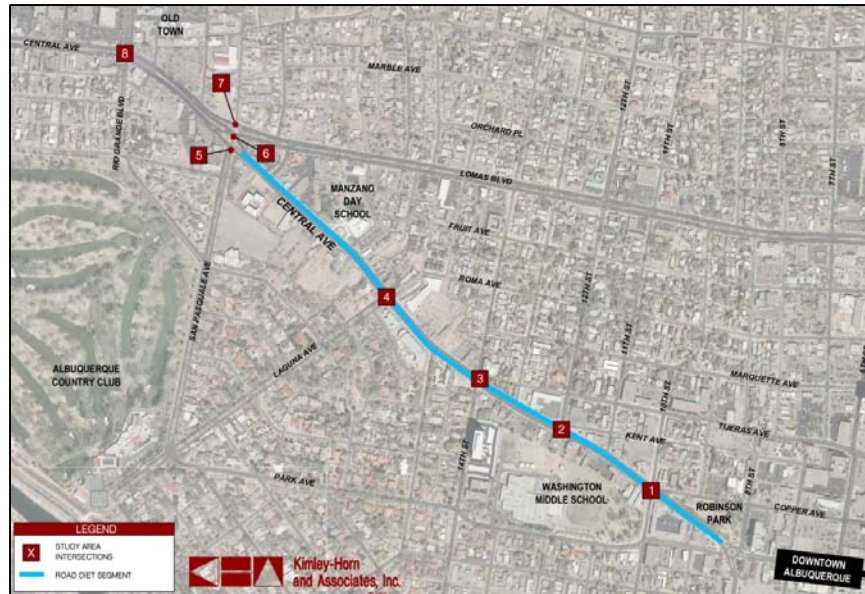 OLD
TOWN
CENTRAL AVE
8
MARBLE AVE
12TH ST
11TH ST
7
ORCHARD PL
7TH ST
RIO GRANDE BLVD
5
6
LOMAS BLVD
MANZANO
DAY
SCHOOL
CENTRAL AVE
FRUIT AVE
ROMA AVE
SAN PASQUALE AVE
12TH ST
4
11TH ST
LAGUNA AVE
ALBUQUERQUE
COUNTRY CLUB
3
MARQUETTE AVE
10TH ST
2
KENT AVE
TIJERAS AVE
14TH ST
PARK AVE
WASHINGTON
MIDDLE SCHOOL
1
8TH ST
ROBINSON
PARK
COPPER AVE
LEGEND
X
STUDY AREA
INTERSECTIONS
ROAD DIET SEGMENT
Kimley-Horn
and Associates, Inc.
DOWNTOWN
ALBUQUERQUE